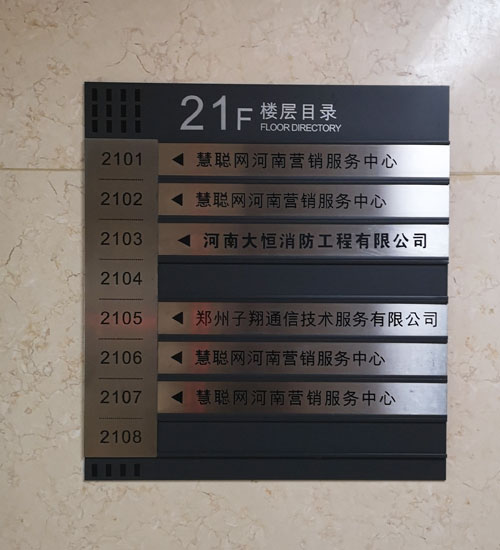 21F 楼层目录
FLOOR DIRECTORY
2101 ◀ 慧聪网河南营销服务中心
2102 ◀ 慧聪网河南营销服务中心
2103 ◀ 河南大恒消防工程有限公司
2104
2105 ◀ 郑州子翔通信技术服务有限公司
2106 ◀ 慧聪网河南营销服务中心
2107 ◀ 慧聪网河南营销服务中心
2108